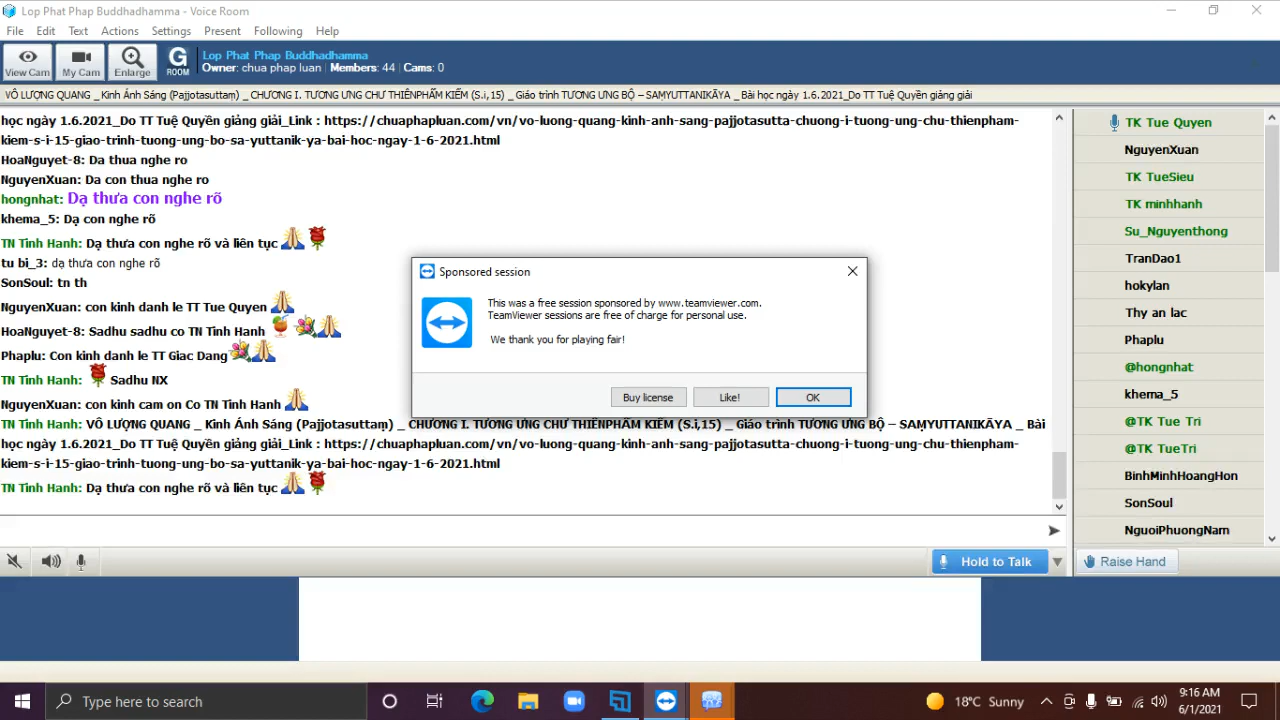 Lop Phat Phap Buddhadhamma - Voice Room
File Edit Text Actions Settings Present Following Help
View Cam My Cam Enlarge G ROOM
Lop Phat Phap Buddhadhamma
Owner: chua phap luan Members: 44 Cams: 0
VÔ LƯỢNG QUANG _ Kinh Ánh Sáng (Pajjotasuttaṃ) _ CHƯƠNG I. TƯƠNG ƯNG CHƯ THIÊNPHẨM KIẾM (S.i,15) _ Giáo trình TƯƠNG ƯNG BỘ – SAṂYUTTANIKĀYA _ Bài học ngày 1.6.2021_Do TT Tuệ Quyền giảng giải
học ngày 1.6.2021_Do TT Tuệ Quyền giảng giải_Link : https://chuaphapluan.com/vn/vo-luong-quang-kinh-anh-sang-pajjotasutta-chuong-i-tuong-ung-chu-thienpham-
kiem-s-i-15-giao-trinh-tuong-ung-bo-sa-yuttanik-ya-bai-hoc-ngay-1-6-2021.html
HoaNguyet-8: Da thua nghe ro
NguyenXuan: Da con thua nghe ro
hongnhat: Dạ thưa con nghe rõ
khema_5: Dạ con nghe rõ
TN Tinh Hanh: Dạ thưa con nghe rõ và liên tục
tu bi_3: dạ thưa con nghe rõ
SonSoul: tn th
NguyenXuan: con kinh danh le TT Tue Quyen
HoaNguyet-8: Sadhu sadhu co TN Tinh Hanh
Phaplu: Con kinh danh le TT Giac Dang
TN Tinh Hanh: Sadhu NX
NguyenXuan: con kinh cam on Co TN Tinh Hanh
TN Tinh Hanh: VÔ LƯỢNG QUANG _ Kinh Ánh Sáng (Pajjotasuttaṃ) _ CHƯƠNG I. TƯƠNG ƯNG CHƯ THIÊNPHẨM KIẾM (S.i,15) _ Giáo trình TƯƠNG ƯNG BỘ – SAṂYUTTANIKĀYA _ Bài
học ngày 1.6.2021_Do TT Tuệ Quyền giảng giải_Link : https://chuaphapluan.com/vn/vo-luong-quang-kinh-anh-sang-pajjotasutta-chuong-i-tuong-ung-chu-thienpham-
kiem-s-i-15-giao-trinh-tuong-ung-bo-sa-yuttanik-ya-bai-hoc-ngay-1-6-2021.html
TN Tinh Hanh: Dạ thưa con nghe rõ và liên tục
Sponsored session
This was a free session sponsored by www.teamviewer.com.
TeamViewer sessions are free of charge for personal use.
We thank you for playing fair!
Buy license Like! OK
TK Tue Quyen
NguyenXuan
TK TueSieu
TK minhhanh
Su_Nguyenthong
TranDao1
hokylan
Thy an lac
Phaplu
@hongnhat
khema_5
@TK Tue Tri
@TK TueTri
BinhMinhHoangHon
SonSoul
NguoiPhuongNam
Hold to Talk Raise Hand
Type here to search
18°C Sunny
9:16 AM
6/1/2021